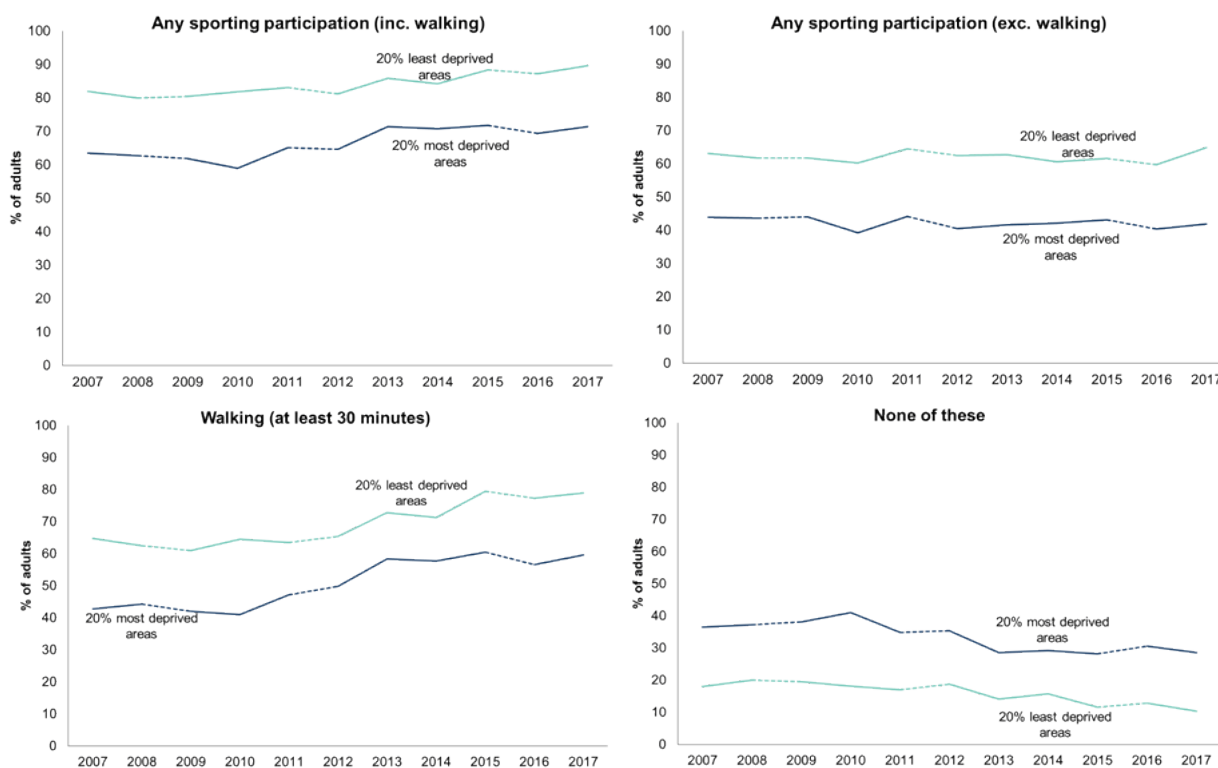 Any sporting participation (inc. walking)
% of adults
100
90
80
70
60
50
40
30
20
10
0
20% least deprived
areas
20% most deprived
areas
2007 2008 2009 2010 2011 2012 2013 2014 2015 2016 2017
Any sporting participation (exc. walking)
% of adults
100
90
80
70
60
50
40
30
20
10
0
20% least deprived
areas
20% most deprived
areas
2007 2008 2009 2010 2011 2012 2013 2014 2015 2016 2017
Walking (at least 30 minutes)
% of adults
100
90
80
70
60
50
40
30
20
10
0
20% least deprived
areas
20% most deprived
areas
2007 2008 2009 2010 2011 2012 2013 2014 2015 2016 2017
None of these
% of adults
100
90
80
70
60
50
40
30
20
10
0
20% most deprived
areas
20% least deprived
areas
2007 2008 2009 2010 2011 2012 2013 2014 2015 2016 2017